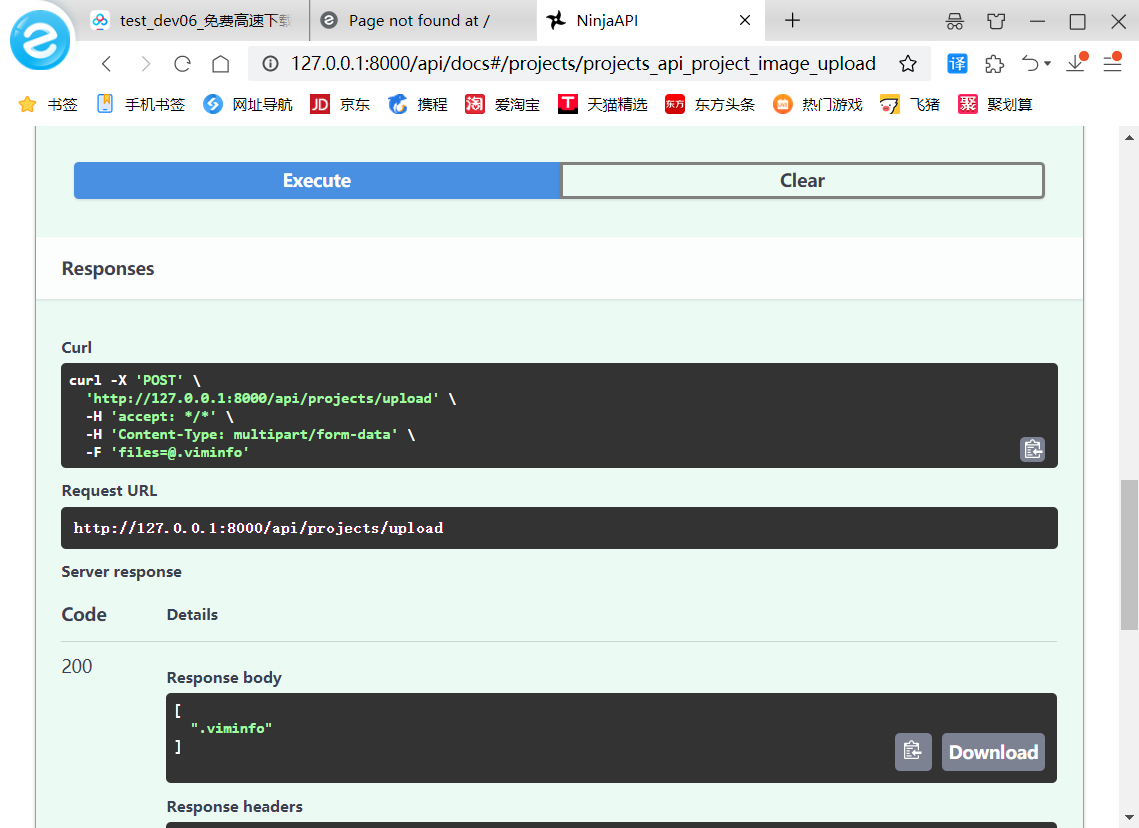 test_dev06_免费高速下载
Page not found at /
NinjaAPI
127.0.0.1:8000/api/docs#/projects/projects_api_project_image_upload
译
书签 手机书签 网址导航 JD 京东 携程 淘 爱淘宝 T 天猫精选 东方 东方头条 热门游戏 飞猪 聚 聚划算
Execute
Clear
Responses
Curl
curl -X 'POST' \
'http://127.0.0.1:8000/api/projects/upload' \
-H 'accept: */*' \
-H 'Content-Type: multipart/form-data' \
-F 'files=@.viminfo'
Request URL
http://127.0.0.1:8000/api/projects/upload
Server response
Code Details
200
Response body
[
".viminfo"
]
Download
Response headers